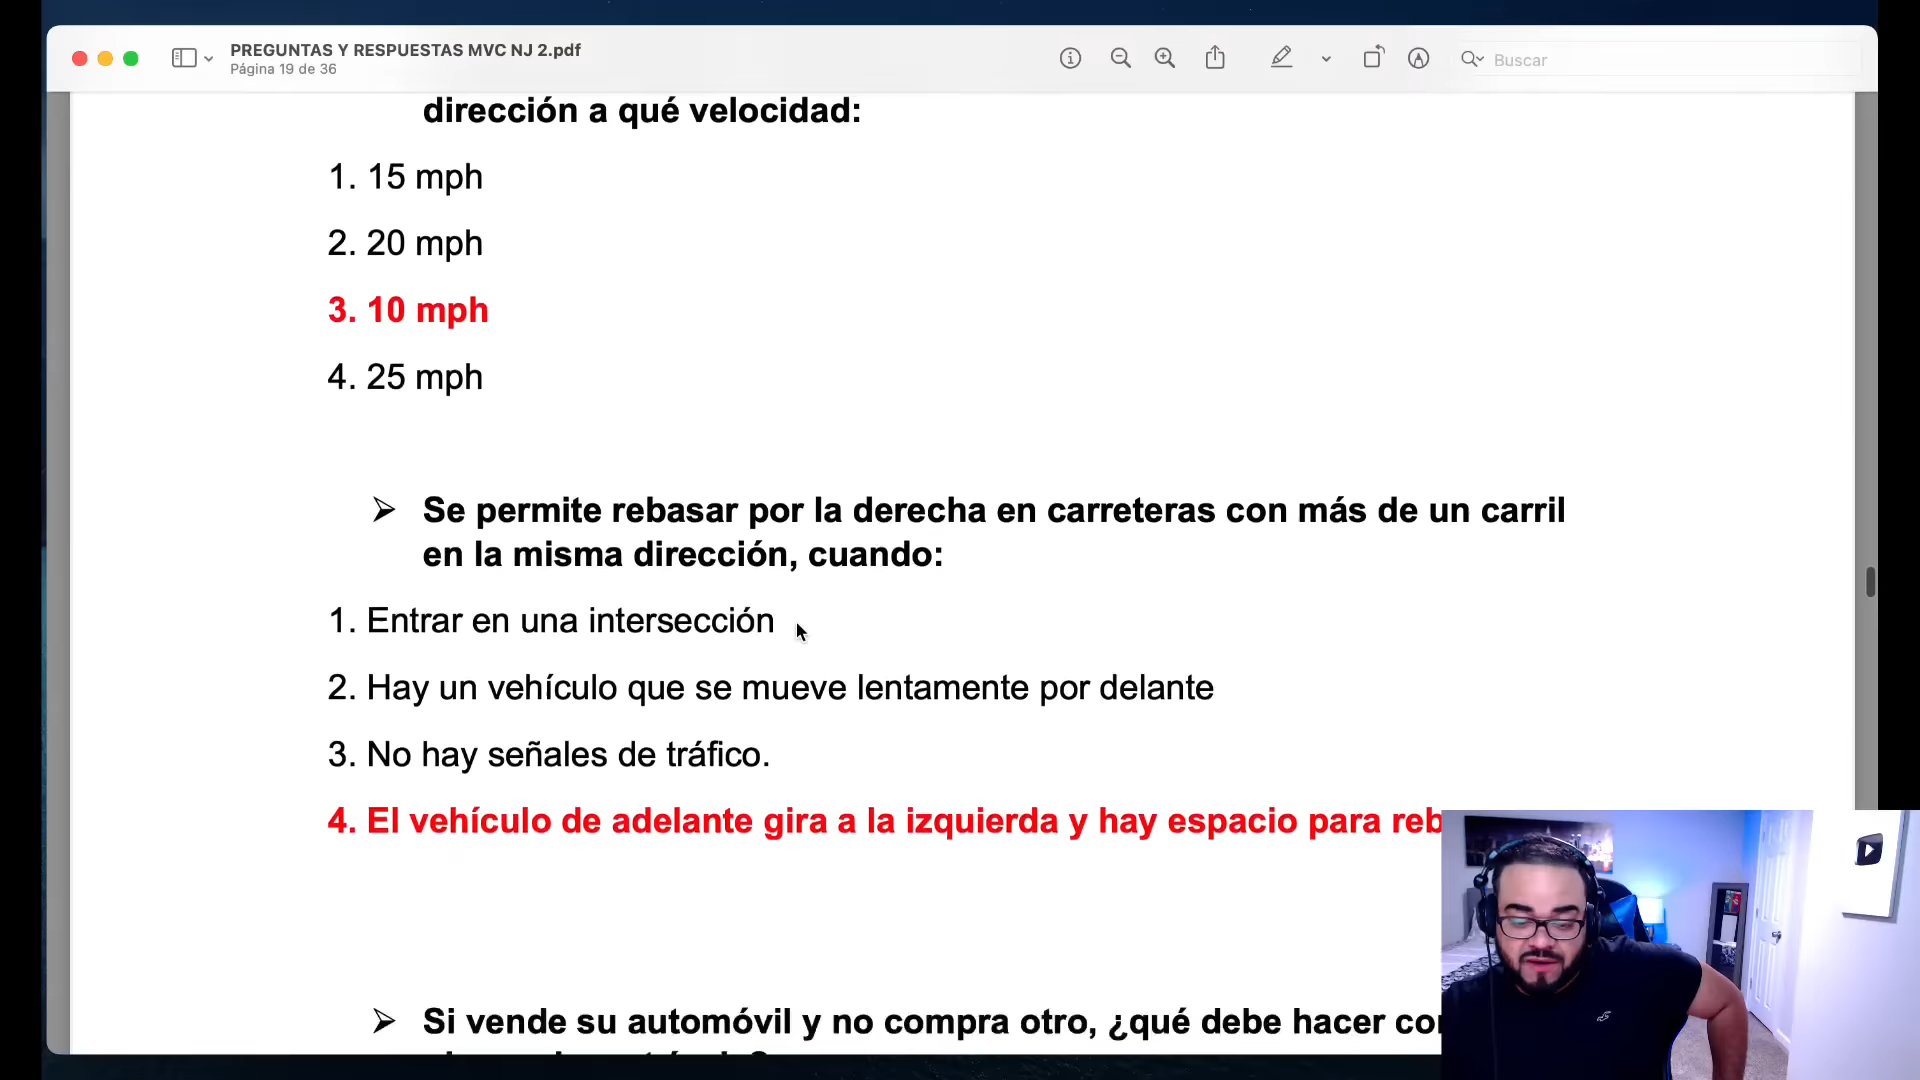 PREGUNTAS Y RESPUESTAS MVC NJ 2.pdf
Página 19 de 36
Buscar
dirección a qué velocidad:
1. 15 mph
2. 20 mph
3. 10 mph
4. 25 mph
➢ Se permite rebasar por la derecha en carreteras con más de un carril
en la misma dirección, cuando:
1. Entrar en una intersección
2. Hay un vehículo que se mueve lentamente por delante
3. No hay señales de tráfico.
4. El vehículo de adelante gira a la izquierda y hay espacio para
➢ Si vende su automóvil y no compra otro, ¿qué debe hacer